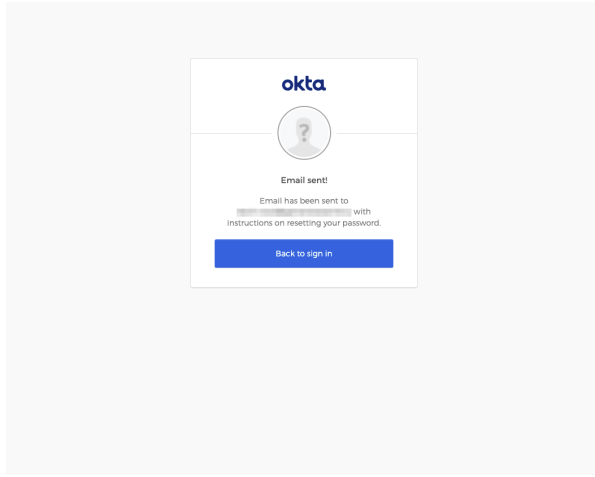 okta
?
Email sent!
Email has been sent to
with
instructions on resetting your password.
Back to sign in